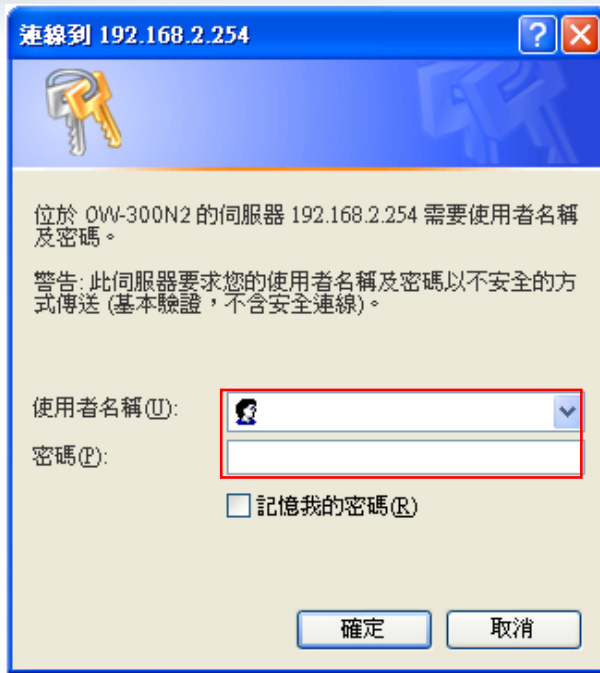 連線到 192.168.2.254
位於 OW-300N2 的伺服器 192.168.2.254 需要使用者名稱
及密碼。
警告: 此伺服器要求您的使用者名稱及密碼以不安全的方
式傳送 (基本驗證，不含安全連線)。
使用者名稱(U):
密碼(P):
記憶我的密碼(R)
確定 取消